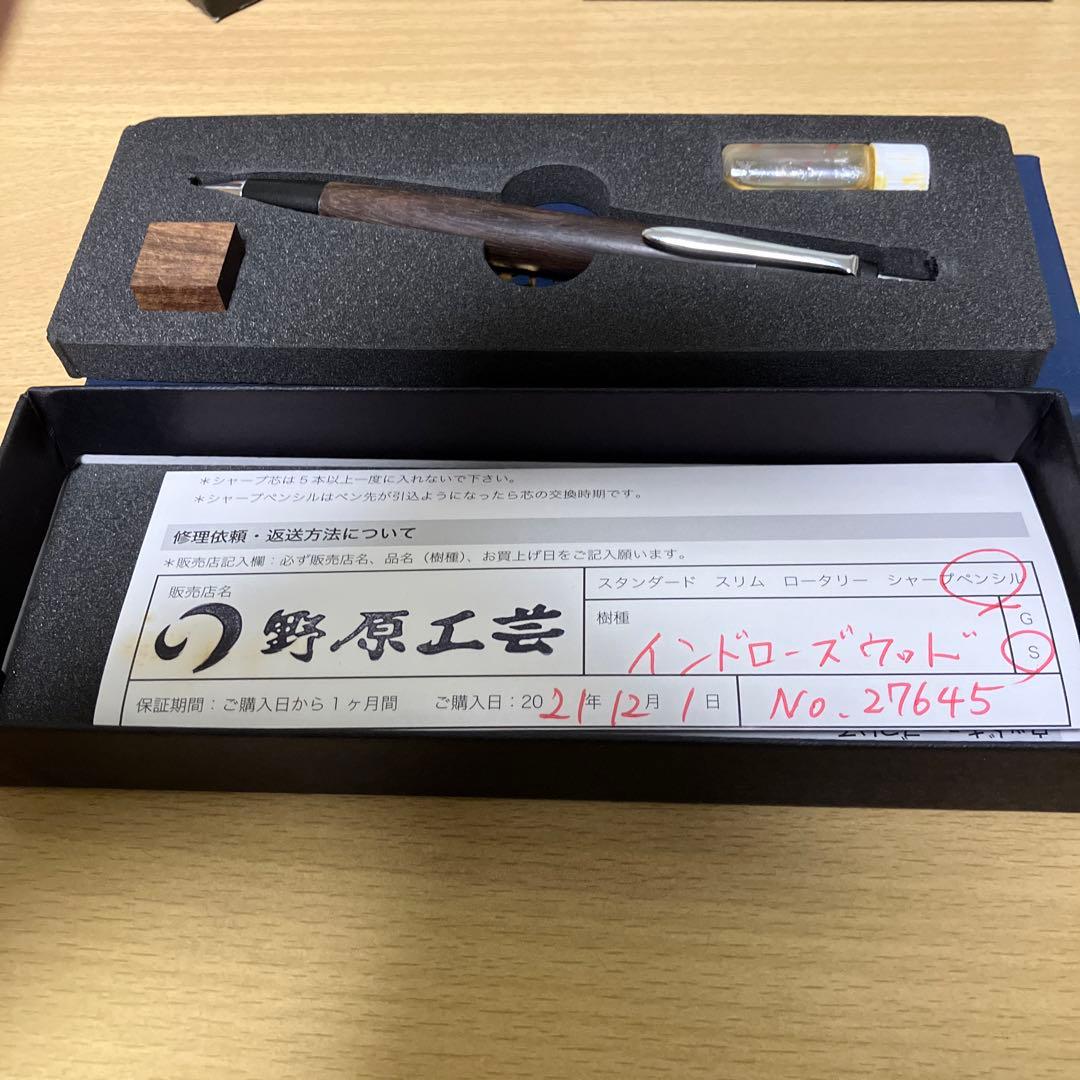 ＊シャープ芯は5本以上一度に入れないで下さい。
＊シャープペンシルはペン先が引込ようになったら芯の交換時期です。
修理依頼・返送方法について
＊販売店記入欄：必ず販売店名、品名（樹種）、お買上げ日をご記入願います。
販売店名
野原工芸
スタンダード スリム ロータリー シャープペンシル
樹種
インドローズウッド
G
S
保証期間：ご購入日から1ヶ月間 ご購入日：2021年12月1日
No. 27645